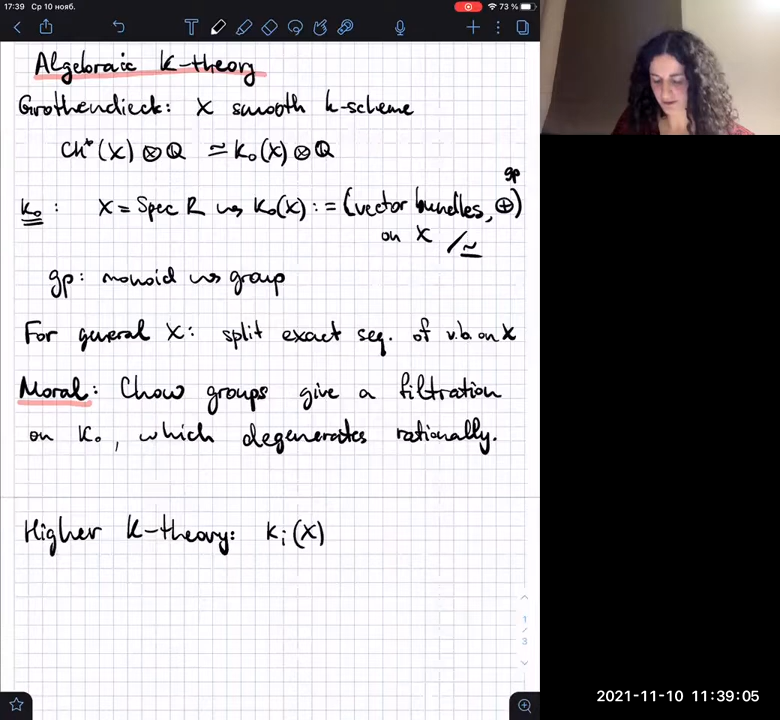 17:39 Ср 10 нояб.
73 %
Algebraic K-theory
Grothendieck: X smooth k-scheme
Ch*(X) ⊗ Q ≃ K₀(X) ⊗ Q
K₀ : X = Spec R ⇝ K₀(X) := (vector bundles, ⊕)^gp
on X /≃
gp: monoid ⇝ group
For general X: split exact seq. of v.b. on X
Moral: Chow groups give a filtration
on K₀, which degenerates rationally.
Higher K-theory: Kᵢ(X)
1
/
3
2021-11-10 11:39:05